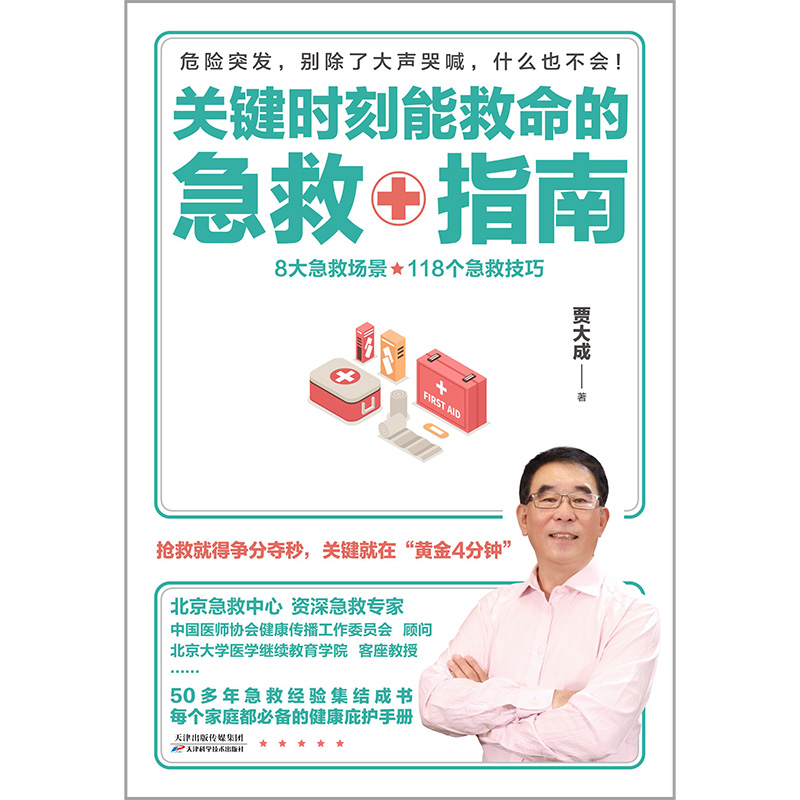 危险突发，别除了大声哭喊，什么也不会！
关键时刻能救命的
急救指南
8大急救场景★118个急救技巧
贾大成——著
FIRST AID
抢救就得争分夺秒，关键就在“黄金4分钟”
北京急救中心 资深急救专家
中国医师协会健康传播工作委员会 顾问
北京大学医学继续教育学院 客座教授
……
50多年急救经验集结成书
每个家庭都必备的健康庇护手册
天津出版传媒集团
天津科学技术出版社